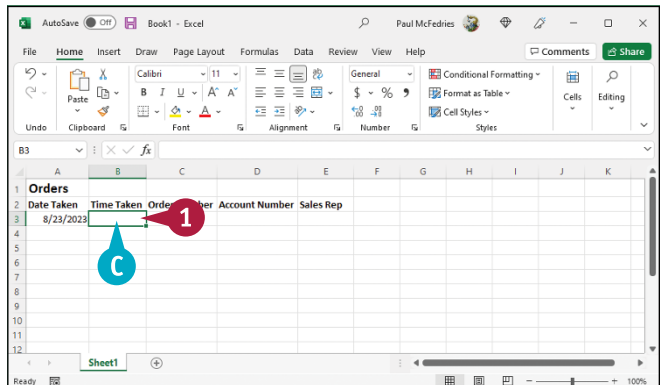 AutoSave Off Book1 - Excel Paul McFedries
File Home Insert Draw Page Layout Formulas Data Review View Help Comments Share
Calibri 11 General Conditional Formatting
Paste B I U A A $ % , Format as Table Cells Editing
A Cell Styles
Undo Clipboard Font Alignment Number Styles
B3 fx
A B C D E F G H I J K
1 Orders
2 Date Taken Time Taken Account Number Sales Rep
3 8/23/2023 1
4
5
6 C
7
8
9
10
11
12
Sheet1
Ready 100%